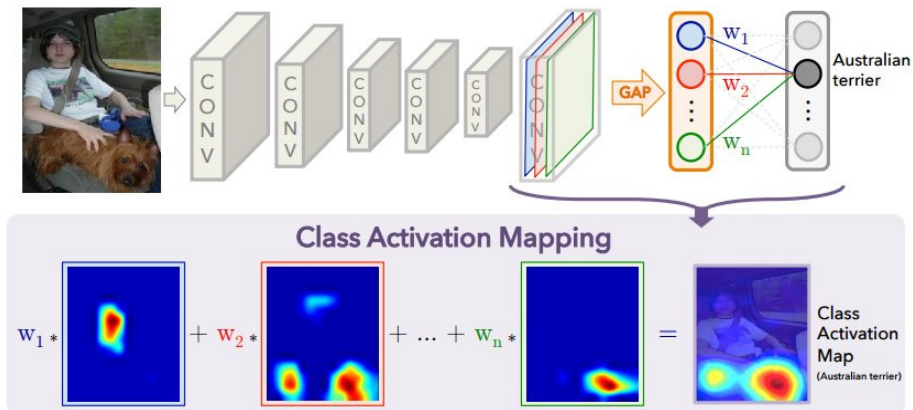 CONV
CONV
CONV
CONV
CONV
CONV
GAP
w₁
w₂
⋮
wₙ
⋮
Australian
terrier
Class Activation Mapping
w₁ * + w₂ * + ... + wₙ * =
Class
Activation
Map
(Australian terrier)